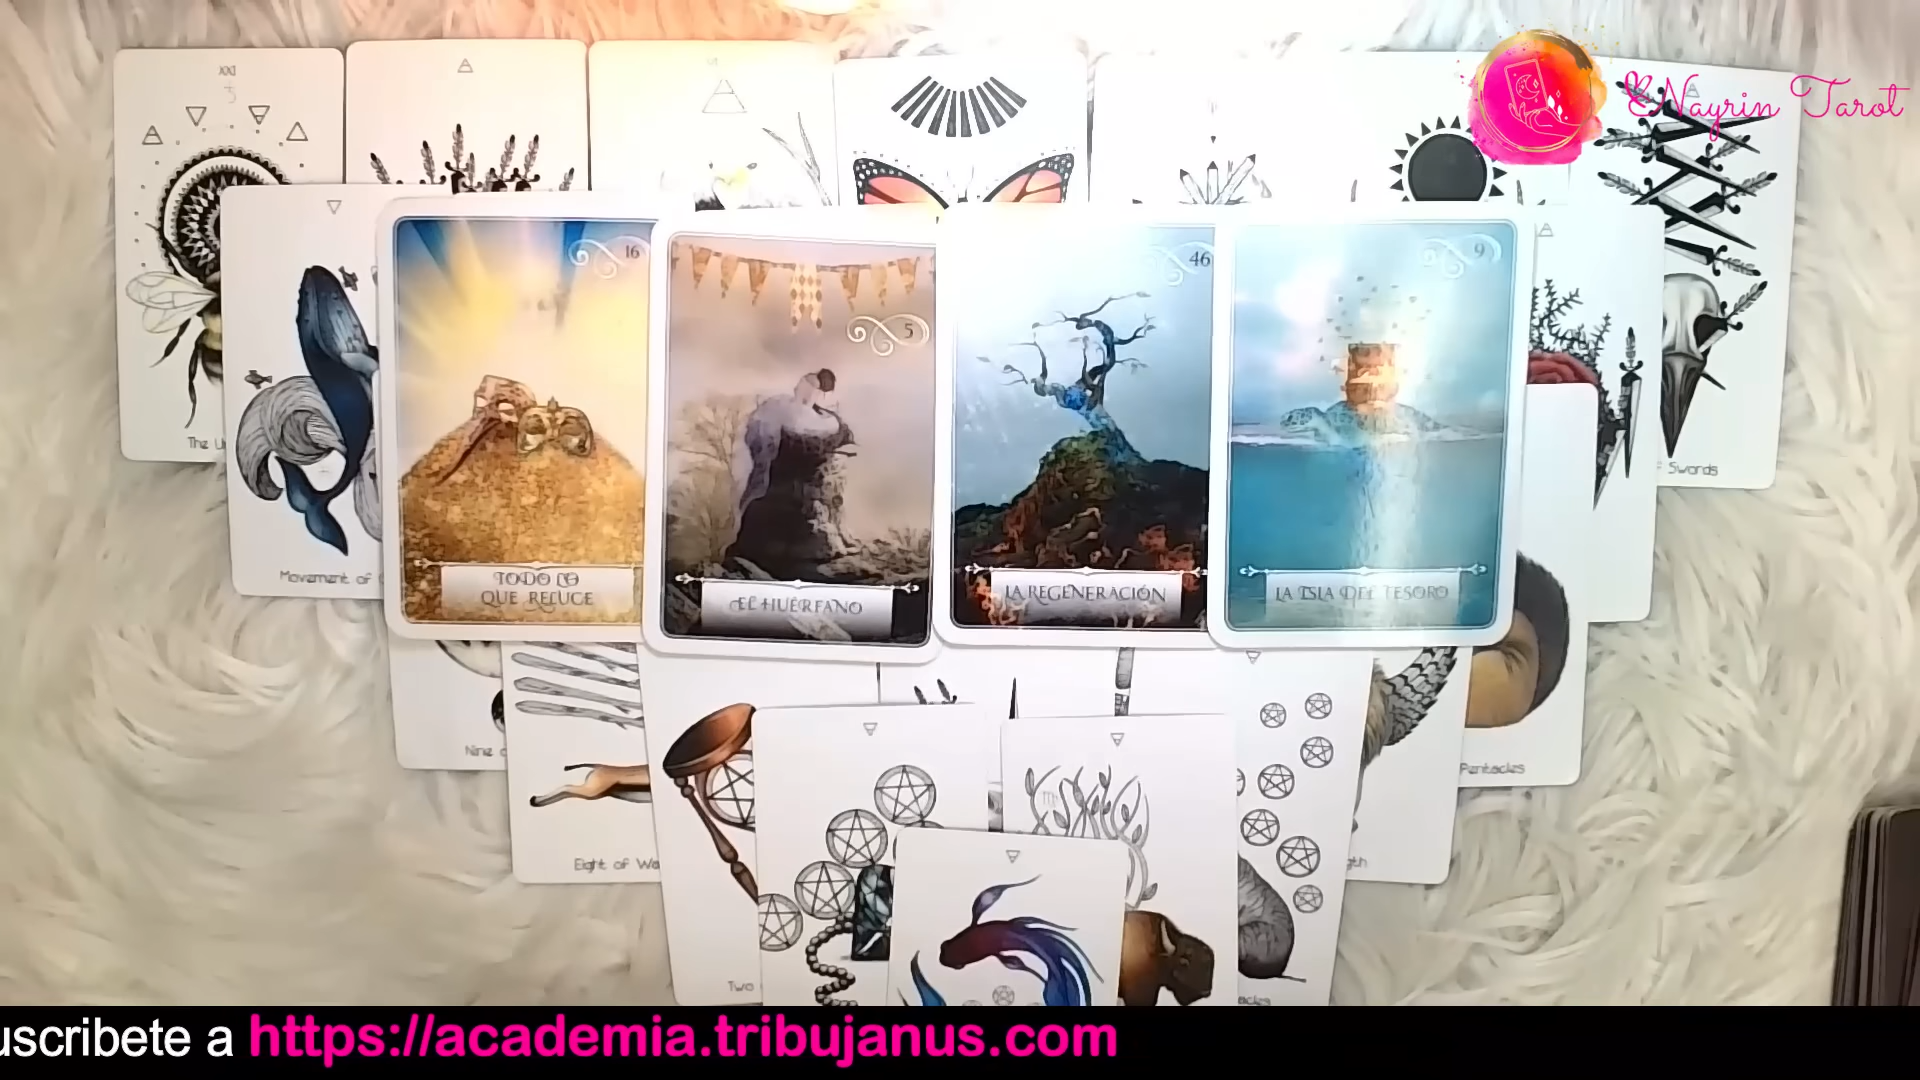 XXI
Nayrin Tarot
The U
Movement of
16
TODO LO
QUE RELUCE
5
EL HUÉRFANO
46
LA REGENERACIÓN
9
LA ISLA DEL TESORO
Swords
Nine
Pentacles
Eight of Wa
Two
uscribete a https://academia.tribujanus.com